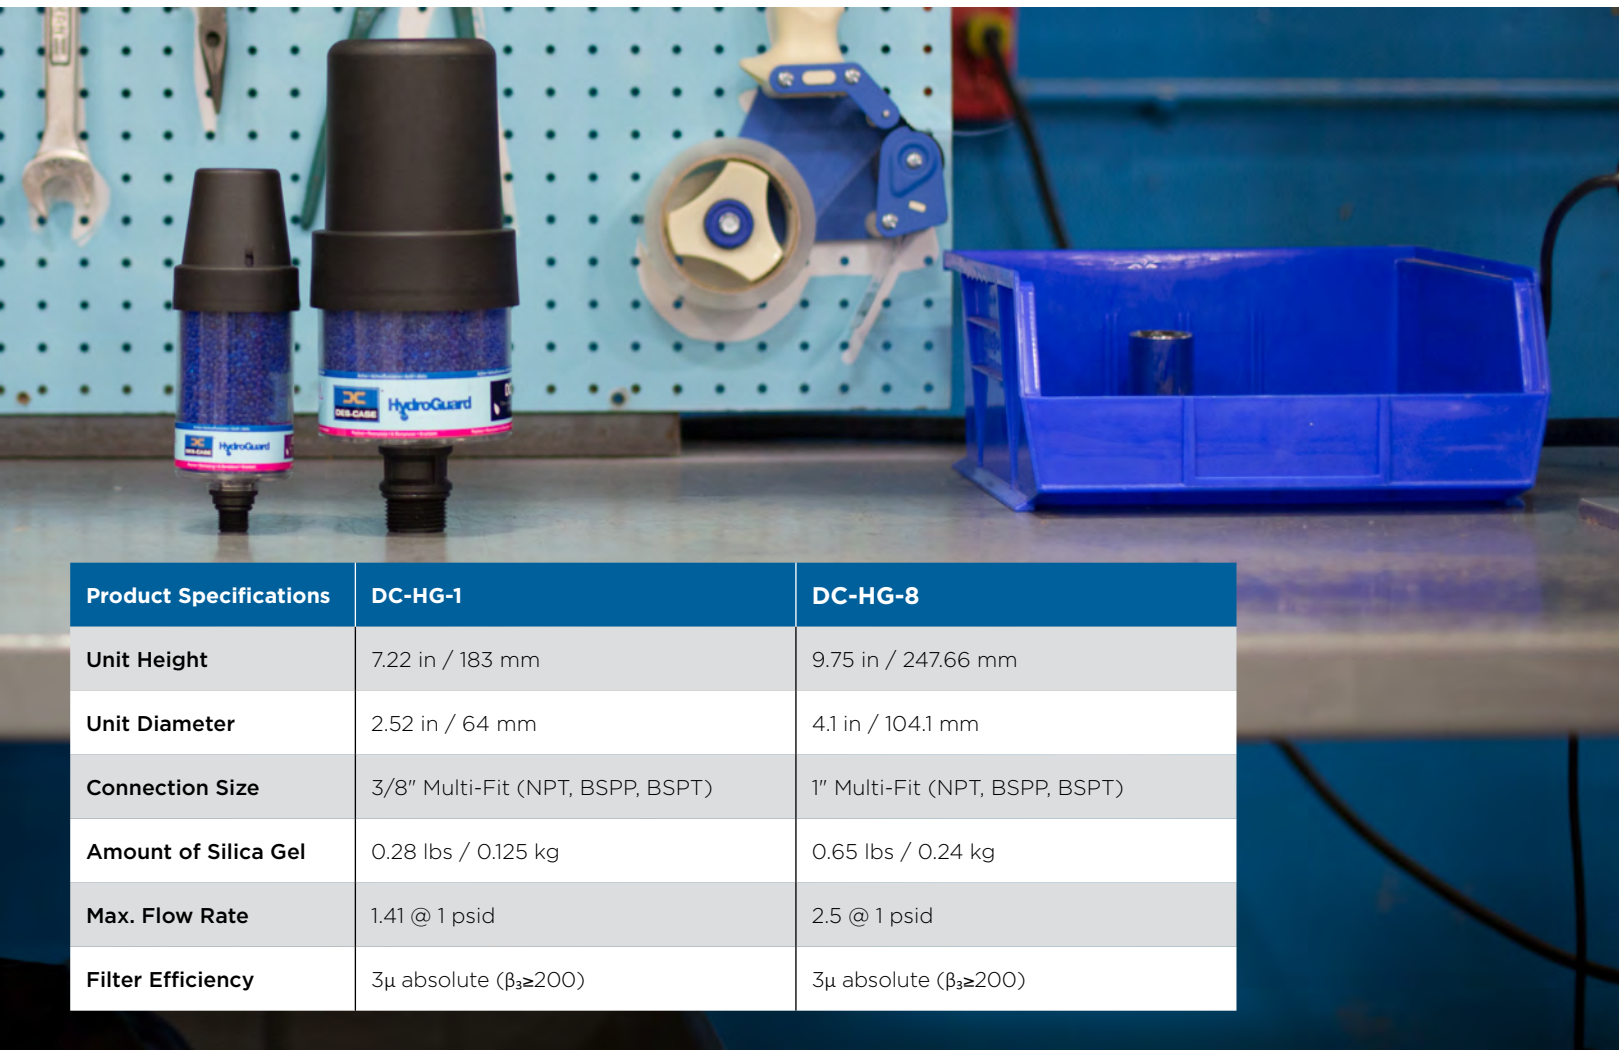 DES-CASE
HydroGuard
DES-CASE
HydroGuard
Product Specifications DC-HG-1 DC-HG-8
Unit Height 7.22 in / 183 mm 9.75 in / 247.66 mm
Unit Diameter 2.52 in / 64 mm 4.1 in / 104.1 mm
Connection Size 3/8" Multi-Fit (NPT, BSPP, BSPT) 1" Multi-Fit (NPT, BSPP, BSPT)
Amount of Silica Gel 0.28 lbs / 0.125 kg 0.65 lbs / 0.24 kg
Max. Flow Rate 1.41 @ 1 psid 2.5 @ 1 psid
Filter Efficiency 3μ absolute (β₃≥200) 3μ absolute (β₃≥200)